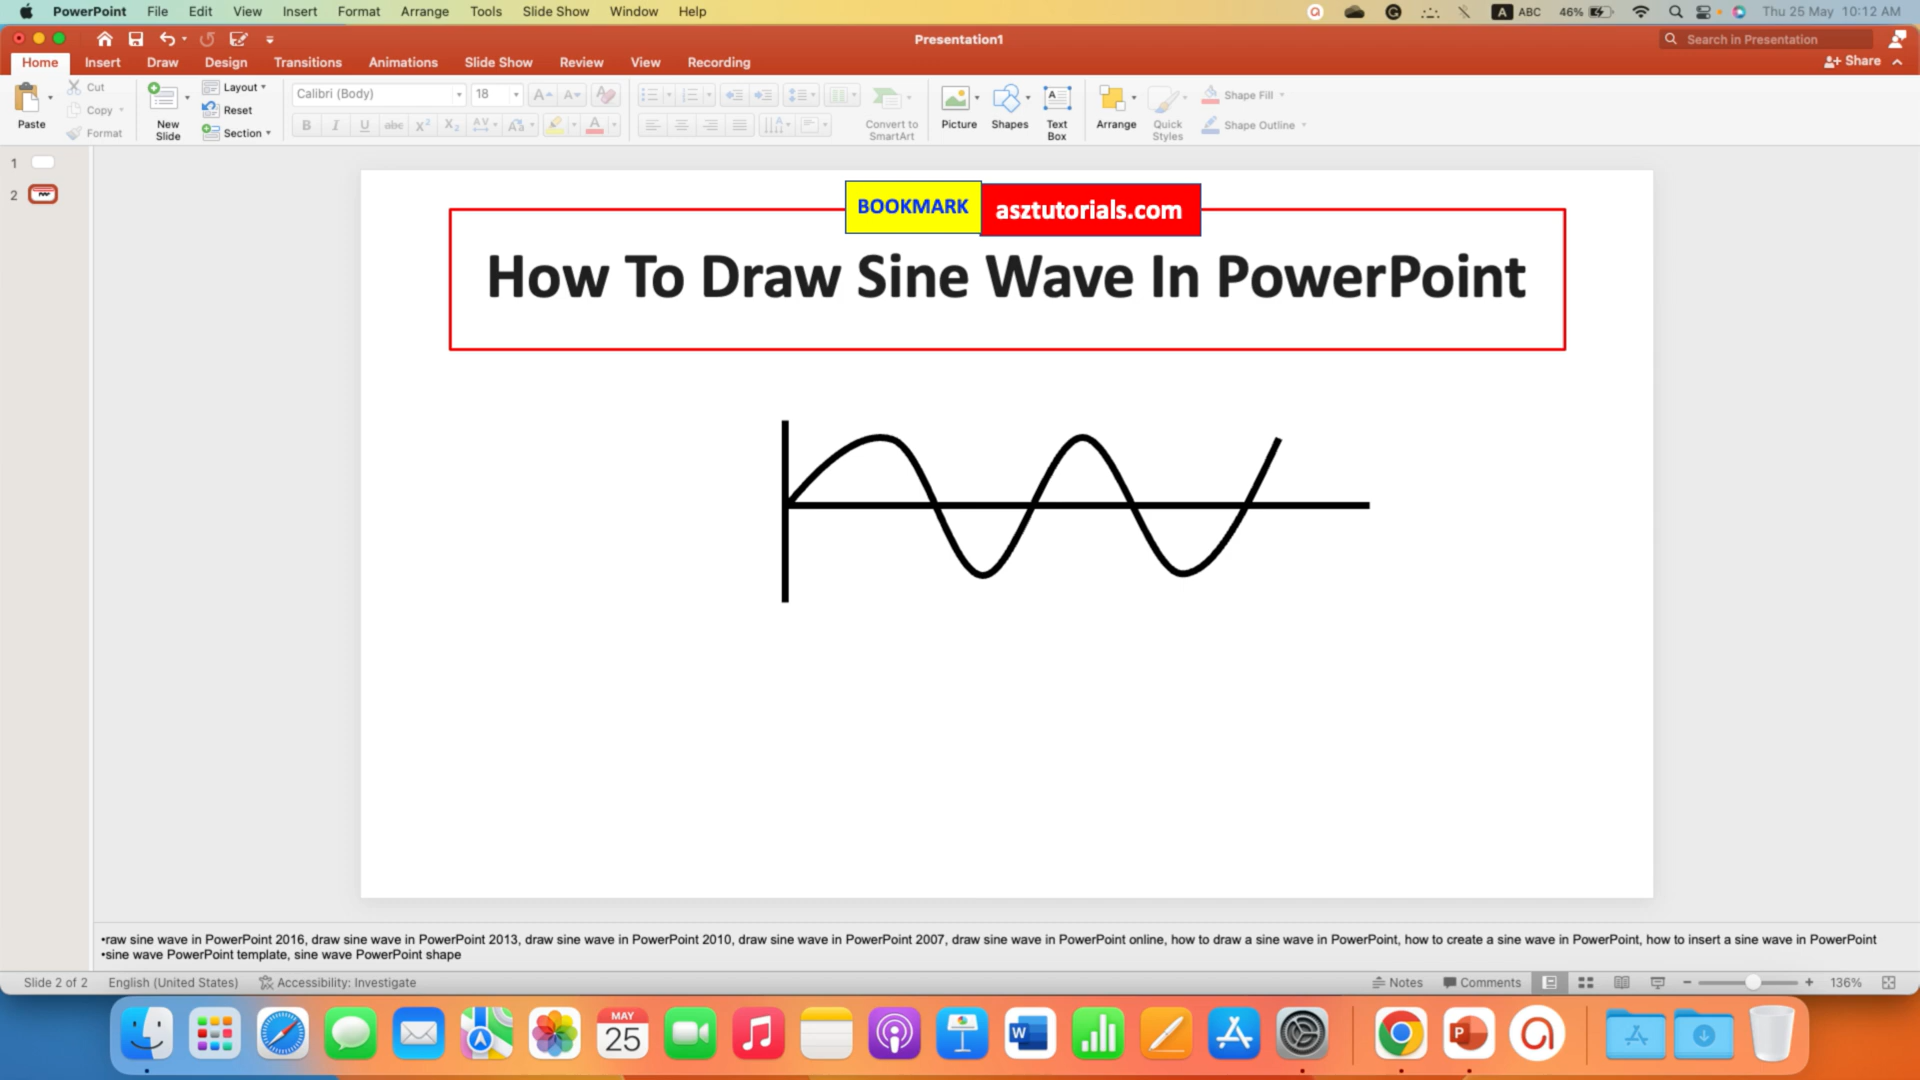 PowerPoint File Edit View Insert Format Arrange Tools Slide Show Window Help A ABC 46% Thu 25 May 10:12 AM
Presentation1
Search in Presentation
Home Insert Draw Design Transitions Animations Slide Show Review View Recording
Share
Paste
Cut
Copy
Format
New Slide
Layout
Reset
Section
Calibri (Body) 18
B I U abc X² X₂ AV Aa A
Convert to SmartArt
Picture
Shapes
Text Box
Arrange
Quick Styles
Shape Fill
Shape Outline
1
2
BOOKMARK
asztutorials.com
How To Draw Sine Wave In PowerPoint
•raw sine wave in PowerPoint 2016, draw sine wave in PowerPoint 2013, draw sine wave in PowerPoint 2010, draw sine wave in PowerPoint 2007, draw sine wave in PowerPoint online, how to draw a sine wave in PowerPoint, how to create a sine wave in PowerPoint, how to insert a sine wave in PowerPoint
•sine wave PowerPoint template, sine wave PowerPoint shape
Slide 2 of 2 English (United States) Accessibility: Investigate Notes Comments 136%
MAY
25
W
P